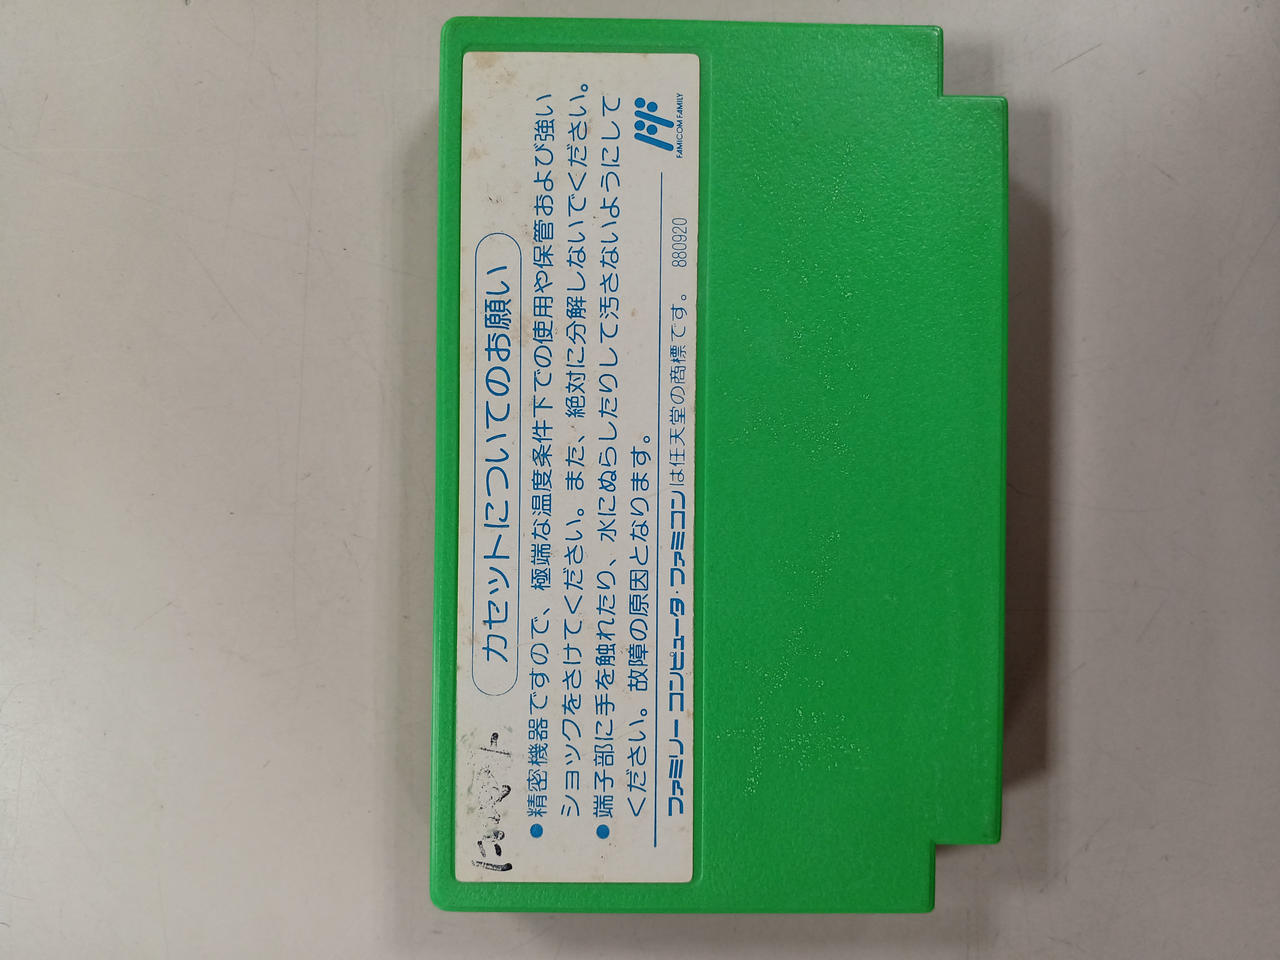 カセットについてのお願い
●精密機器ですので、極端な温度条件下での使用や保管および強い
ショックをさけてください。また、絶対に分解しないでください。
●端子部に手を触れたり、水にぬらしたりして汚さないようにして
ください。故障の原因となります。
ファミリーコンピュータ・ファミコンは任天堂の商標です。 880920
FAMICOM FAMILY